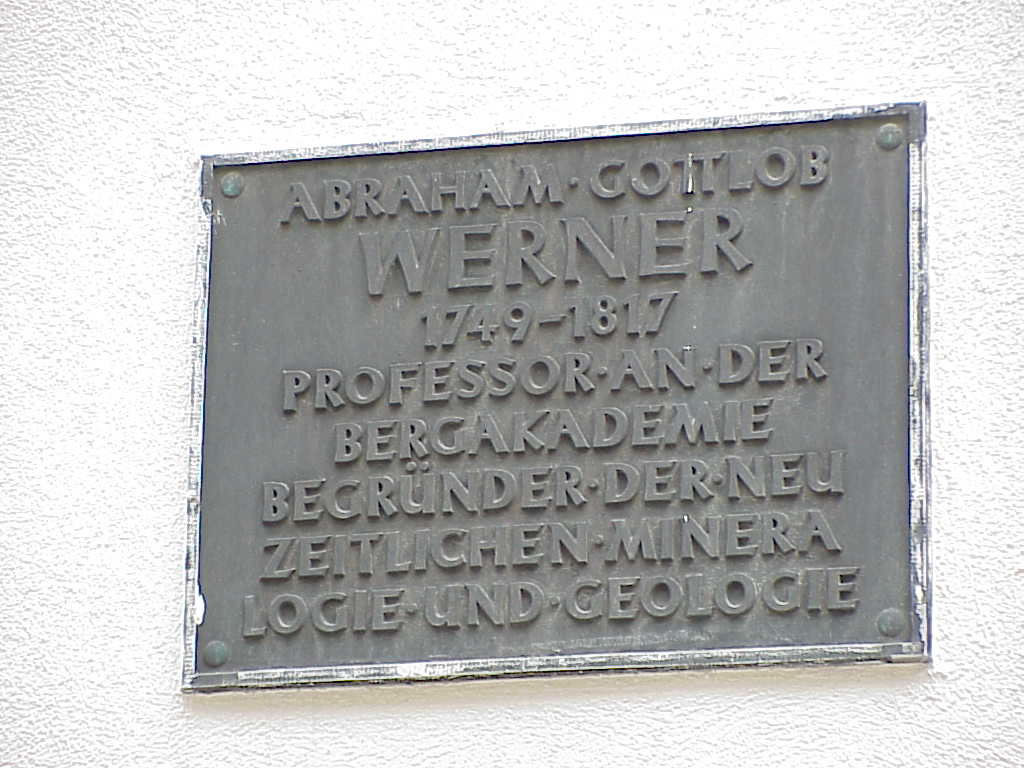 ABRAHAM·GOTTLOB
WERNER
1749–1817
PROFESSOR·AN·DER
BERGAKADEMIE
BEGRÜNDER·DER·NEU
ZEITLICHEN·MINERA
LOGIE·UND·GEOLOGIE